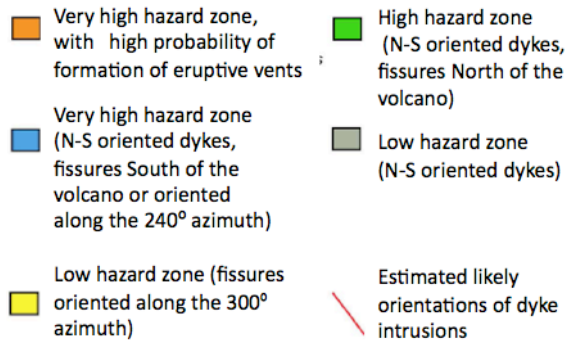 Very high hazard zone,
with high probability of
formation of eruptive vents
;
High hazard zone
(N-S oriented dykes,
fissures North of the
volcano)
Very high hazard zone
(N-S oriented dykes,
fissures South of the
volcano or oriented
along the 240⁰ azimuth)
Low hazard zone
(N-S oriented dykes)
Low hazard zone (fissures
oriented along the 300⁰
azimuth)
Estimated likely
orientations of dyke
intrusions